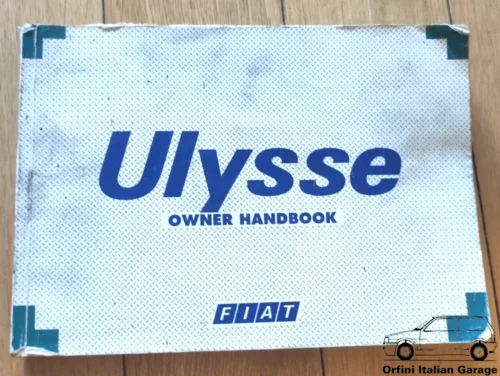 Ulysse
OWNER HANDBOOK
FIAT
Orfini Italian Garage